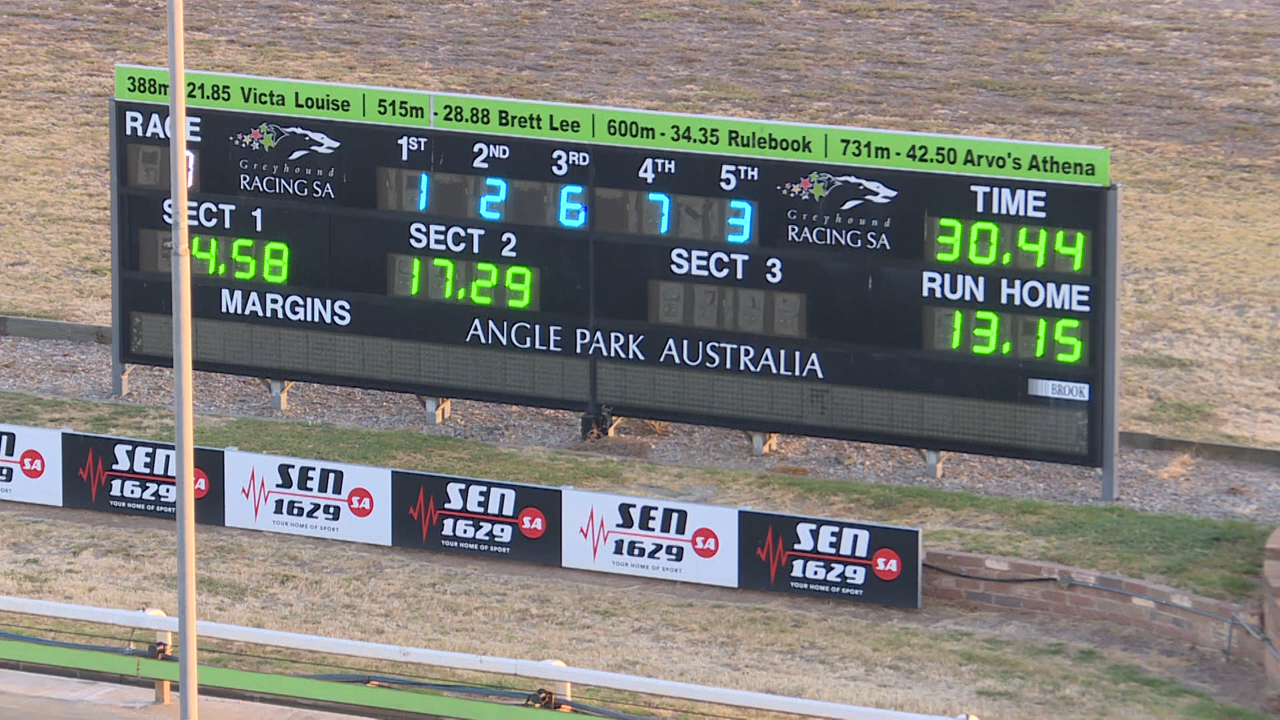 388m 21.85 Victa Louise | 515m - 28.88 Brett Lee | 600m - 34.35 Rulebook | 731m - 42.50 Arvo's Athena
RACE
Greyhound
RACING SA
1ST 2ND 3RD 4TH 5TH
1 2 6 7 3
Greyhound
RACING SA
TIME
30.44
SECT 1
4.58
SECT 2
17.29
SECT 3
RUN HOME
13.15
MARGINS
ANGLE PARK AUSTRALIA
BROOK
9 SA
SEN
1629 SA
YOUR HOME OF SPORT
SEN
1629 SA
YOUR HOME OF SPORT
SEN
1629 SA
YOUR HOME OF SPORT
SEN
1629 SA
YOUR HOME OF SPORT
SEN
1629 SA
YOUR HOME OF SPORT